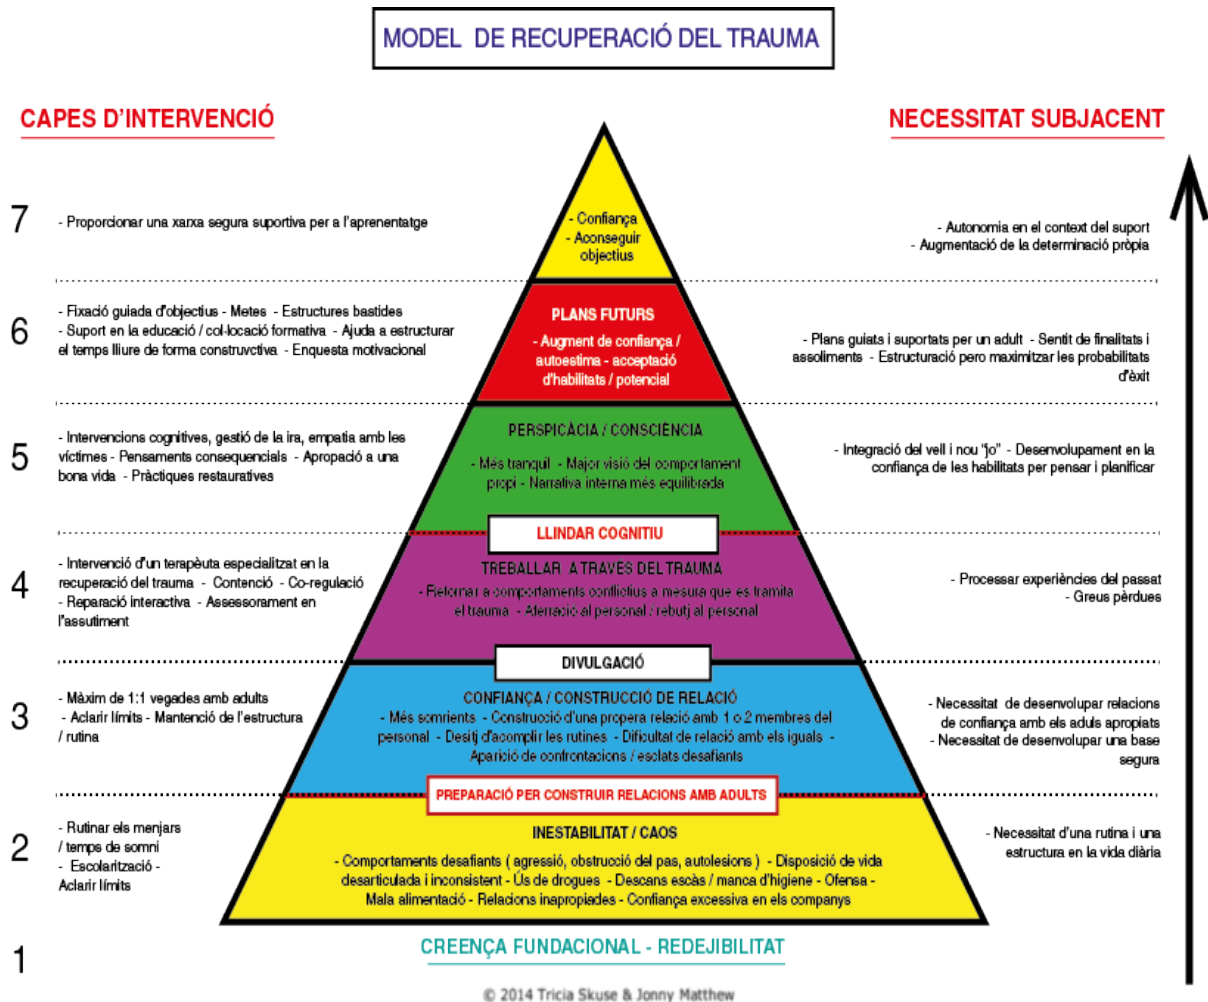 MODEL DE RECUPERACIÓ DEL TRAUMA
CAPES D'INTERVENCIÓ
NECESSITAT SUBJACENT
7
- Proporcionar una xarxa segura suportiva per a l'aprenentatge
- Confiança
- Aconseguir
objectius
- Autonomia en el context del suport
- Augmentació de la determinació pròpia
6
- Fixació guiada d'objectius - Metes - Estructures bastides
- Suport en la educació / col·locació formativa - Ajuda a estructurar
el temps lliure de forma construvctiva - Enquesta motivacional
PLANS FUTURS
- Augment de confiança /
autoestima - acceptació
d'habilitats / potencial
- Plans guiats i suportats per un adult - Sentit de finalitats i
assoliments - Estructuració pero maximitzar les probabilitats
d'èxit
5
- Intervencions cognitives, gestió de la ira, empatia amb les
víctimes - Pensaments consequencials - Apropació a una
bona vida - Pràctiques restauratives
PERSPICÀCIA / CONSCIÈNCIA
- Més tranquil - Major visió del comportament
propi - Narrativa interna més equilibrada
- Integració del vell i nou "jo" - Desenvolupament en la
confiança de les habilitats per pensar i planificar
LLINDAR COGNITIU
4
- Intervenció d'un terapèuta especialitzat en la
recuperació del trauma - Contenció - Co-regulació
- Reparació interactiva - Assessorament en
l'assutiment
TREBALLAR A TRAVES DEL TRAUMA
- Retornar a comportaments conflictius a mesura que es tramita
el trauma - Aferració al personal / rebutj al personal
- Processar experiències del passat
- Greus pèrdues
DIVULGACIÓ
3
- Màxim de 1:1 vegades amb adults
- Aclarir límits - Mantenció de l'estructura
/ rutina
CONFIANÇA / CONSTRUCCIÓ DE RELACIÓ
- Més somrients - Construcció d'una propera relació amb 1 o 2 membres del
personal - Desitj d'acomplir les rutines - Dificultat de relació amb els iguals -
Aparició de confrontacions / esclats desafiants
- Necessitat de desenvolupar relacions
de confiança amb els aduls apropiats
- Necessitat de desenvolupar una base
segura
PREPARACIÓ PER CONSTRUIR RELACIONS AMB ADULTS
2
- Rutinar els menjars
/ temps de somni
- Escolarització -
Aclarir límits
INESTABILITAT / CAOS
- Comportaments desafiants ( agressió, obstrucció del pas, autolesions ) - Disposició de vida
desarticulada i inconsistent - Ús de drogues - Descans escàs / manca d'higiene - Ofensa -
Mala alimentació - Relacions inapropiades - Confiança excessiva en els companys
- Necessitat d'una rutina i una
estructura en la vida diària
1
CREENÇA FUNDACIONAL - REDEJIBILITAT
© 2014 Tricia Skuse & Jonny Matthew